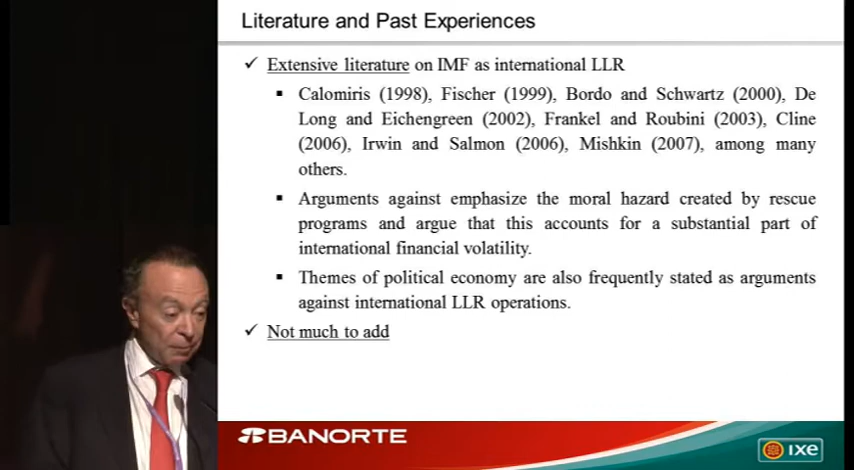 Literature and Past Experiences
✓ Extensive literature on IMF as international LLR
▪ Calomiris (1998), Fischer (1999), Bordo and Schwartz (2000), De
Long and Eichengreen (2002), Frankel and Roubini (2003), Cline
(2006), Irwin and Salmon (2006), Mishkin (2007), among many
others.
▪ Arguments against emphasize the moral hazard created by rescue
programs and argue that this accounts for a substantial part of
international financial volatility.
▪ Themes of political economy are also frequently stated as arguments
against international LLR operations.
✓ Not much to add
BANORTE
ixe